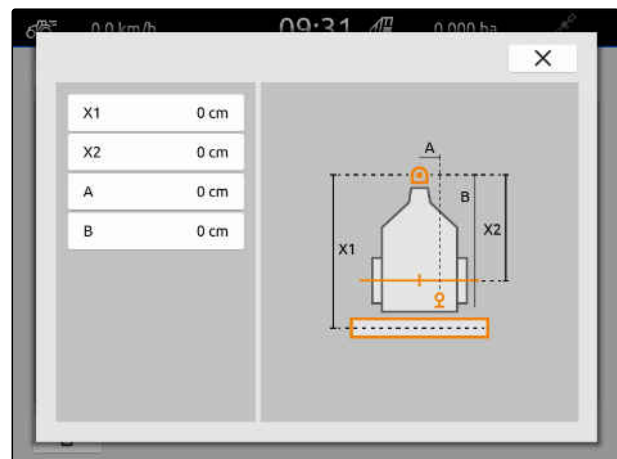 0.0 km/h 09:31 0.000 ha
X1 0 cm
X2 0 cm
A 0 cm
B 0 cm
A
B
X2
X1